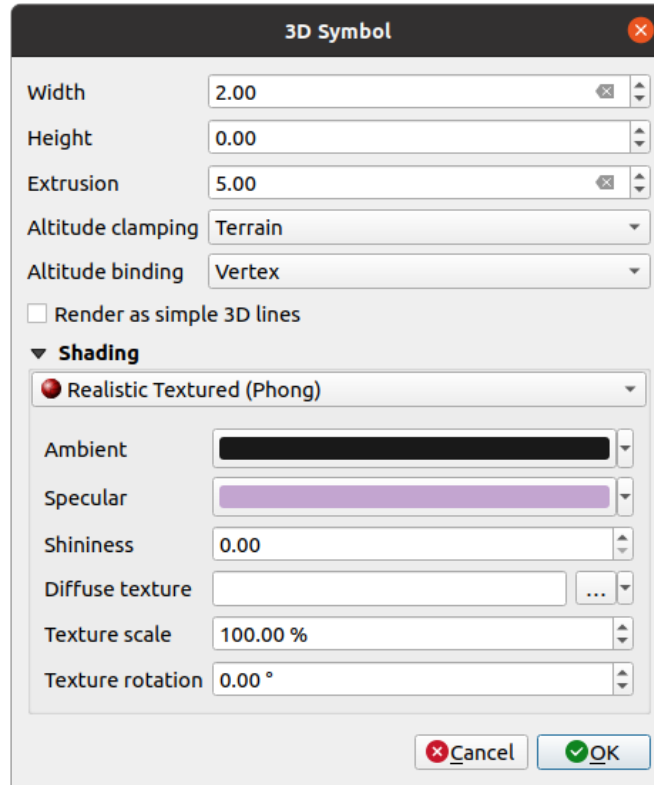 3D Symbol
Width 2.00
Height 0.00
Extrusion 5.00
Altitude clamping Terrain
Altitude binding Vertex
Render as simple 3D lines
Shading
Realistic Textured (Phong)
Ambient
Specular
Shininess 0.00
Diffuse texture ...
Texture scale 100.00 %
Texture rotation 0.00 °
Cancel OK